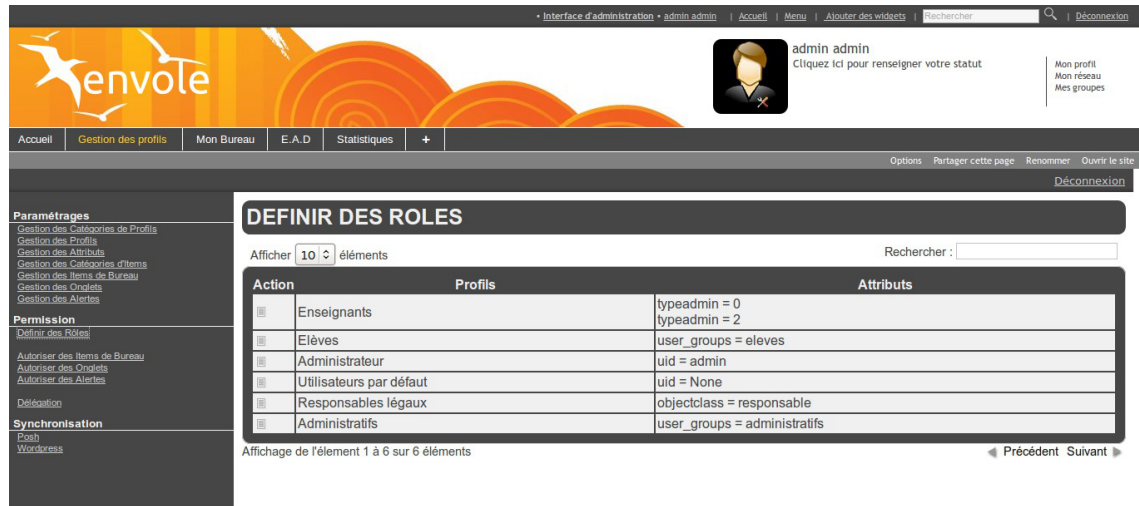 • Interface d'administration • admin admin | Accueil | Menu | Ajouter des widgets | Rechercher | Déconnexion
envole
admin admin
Cliquez ici pour renseigner votre statut
Mon profil
Mon réseau
Mes groupes
Accueil Gestion des profils Mon Bureau E.A.D Statistiques +
Options Partager cette page Renommer Ouvrir le site
Déconnexion
Paramétrages
Gestion des Catégories de Profils
Gestion des Profils
Gestion des Attributs
Gestion des Catégories d'Items
Gestion des Items de Bureau
Gestion des Onglets
Gestion des Alertes
Permission
Définir des Rôles
Autoriser des Items de Bureau
Autoriser des Onglets
Autoriser des Alertes
Délégation
Synchronisation
Posh
Wordpress
DEFINIR DES ROLES
Afficher 10 éléments Rechercher :
Action Profils Attributs
Enseignants typeadmin = 0
typeadmin = 2
Elèves user_groups = eleves
Administrateur uid = admin
Utilisateurs par défaut uid = None
Responsables légaux objectclass = responsable
Administratifs user_groups = administratifs
Affichage de l'élement 1 à 6 sur 6 éléments Précédent Suivant